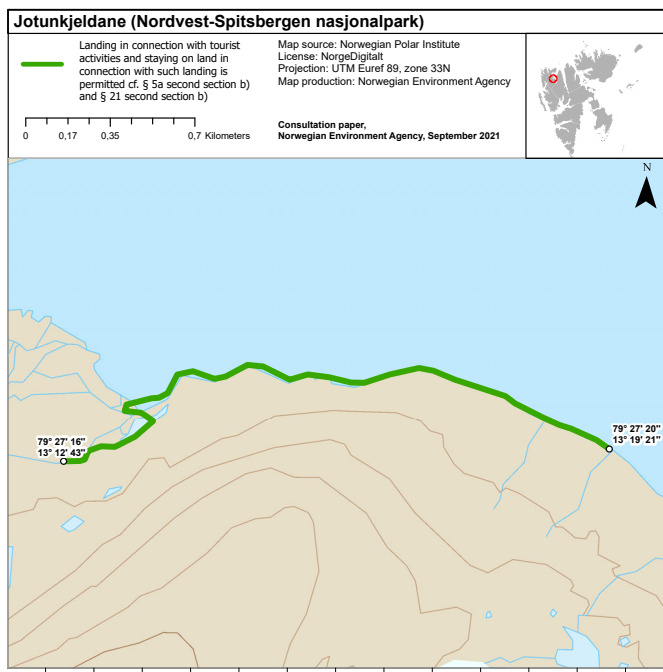 Jotunkjeldane (Nordvest-Spitsbergen nasjonalpark)
Landing in connection with tourist
activities and staying on land in
connection with such landing is
permitted cf. § 5a second section b)
and § 21 second section b)
Map source: Norwegian Polar Institute
License: NorgeDigitalt
Projection: UTM Euref 89, zone 33N
Map production: Norwegian Environment Agency
0 0,17 0,35 0,7 Kilometers
Consultation paper,
Norwegian Environment Agency, September 2021
N
79° 27' 16"
13° 12' 43"
79° 27' 20"
13° 19' 21"